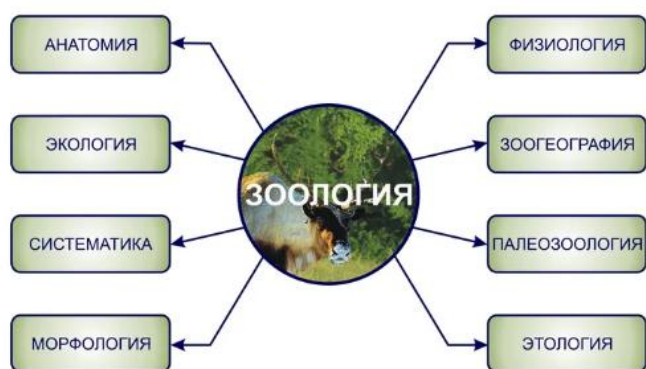 АНАТОМИЯ
ФИЗИОЛОГИЯ
ЭКОЛОГИЯ
ЗООГЕОГРАФИЯ
ЗООЛОГИЯ
СИСТЕМАТИКА
ПАЛЕОЗООЛОГИЯ
МОРФОЛОГИЯ
ЭТОЛОГИЯ